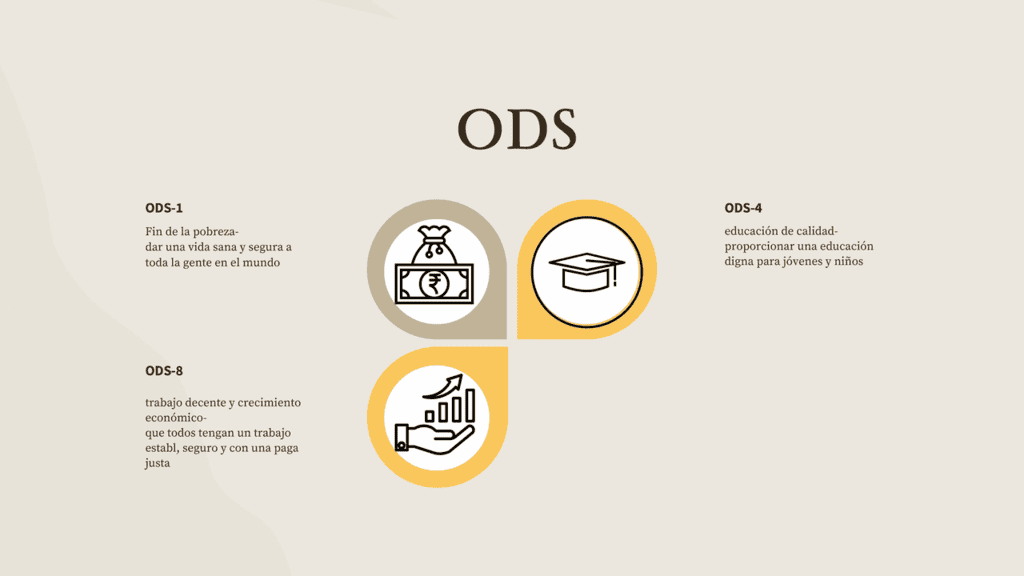 ODS
ODS-1
Fin de la pobreza-
dar una vida sana y segura a
toda la gente en el mundo
ODS-4
educación de calidad-
proporcionar una educación
digna para jóvenes y niños
₹
ODS-8
trabajo decente y crecimiento
económico-
que todos tengan un trabajo
establ, seguro y con una paga
justa